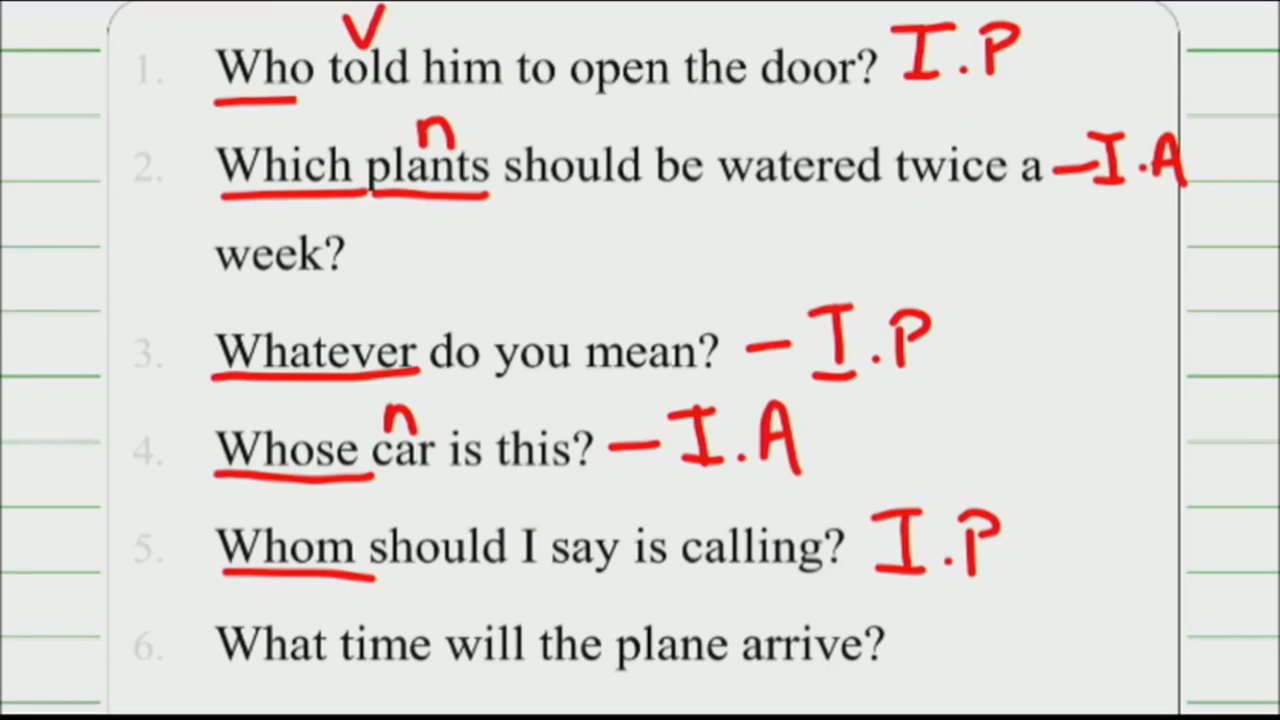 V
1. Who told him to open the door? I.P
n
2. Which plants should be watered twice a – I.A
week?
3. Whatever do you mean? – I.P
n
4. Whose car is this? – I.A
5. Whom should I say is calling? I.P
6. What time will the plane arrive?